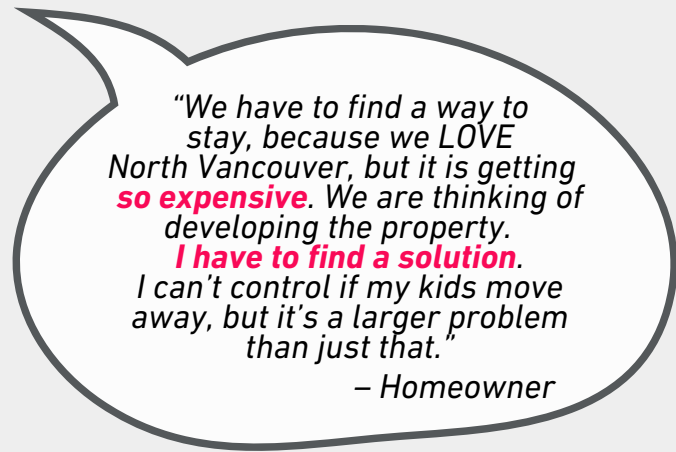 “We have to find a way to
stay, because we LOVE
North Vancouver, but it is getting
so expensive. We are thinking of
developing the property.
I have to find a solution.
I can’t control if my kids move
away, but it’s a larger problem
than just that.”
– Homeowner